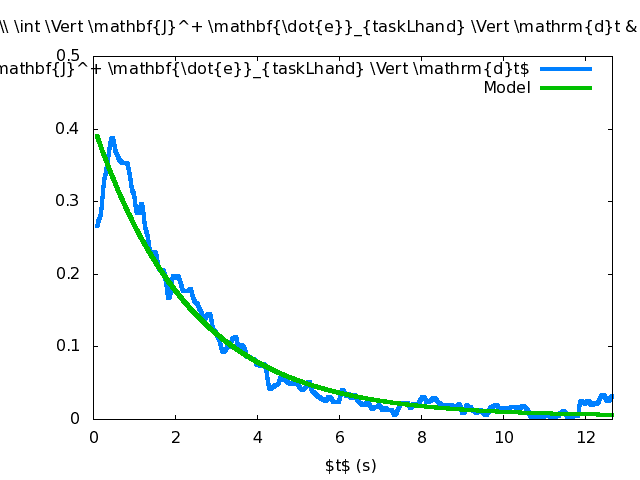 \\ \int \Vert \mathbf{J}^+ \mathbf{\dot{e}}_{taskLhand} \Vert \mathrm{d}t &
mathbf{J}^+ \mathbf{\dot{e}}_{taskLhand} \Vert \mathrm{d}t$
Model
0.5
0.4
0.3
0.2
0.1
0
0 2 4 6 8 10 12
$t$ (s)